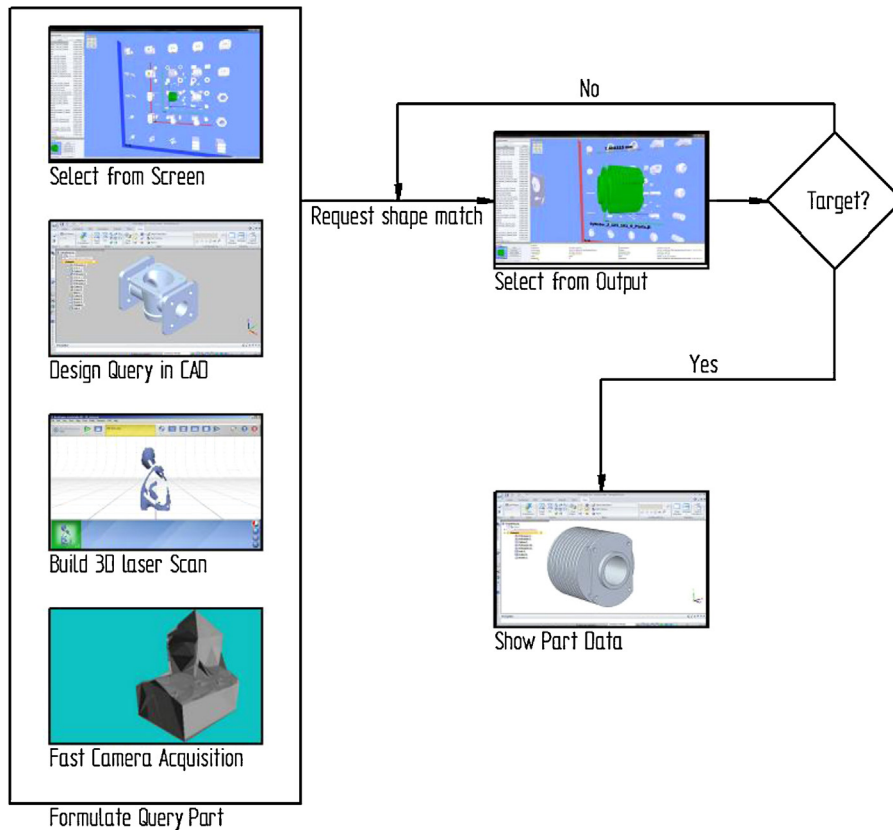 Select from Screen
Design Query in CAD
Build 3D laser Scan
Fast Camera Acquisition
Formulate Query Part
Request shape match
No
Select from Output
Target?
Yes
Show Part Data